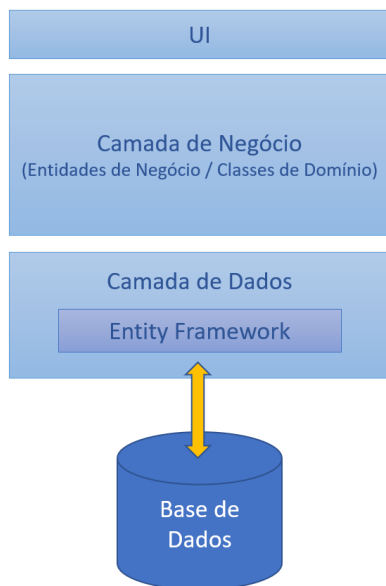 UI
Camada de Negócio
(Entidades de Negócio / Classes de Domínio)
Camada de Dados
Entity Framework
Base de
Dados